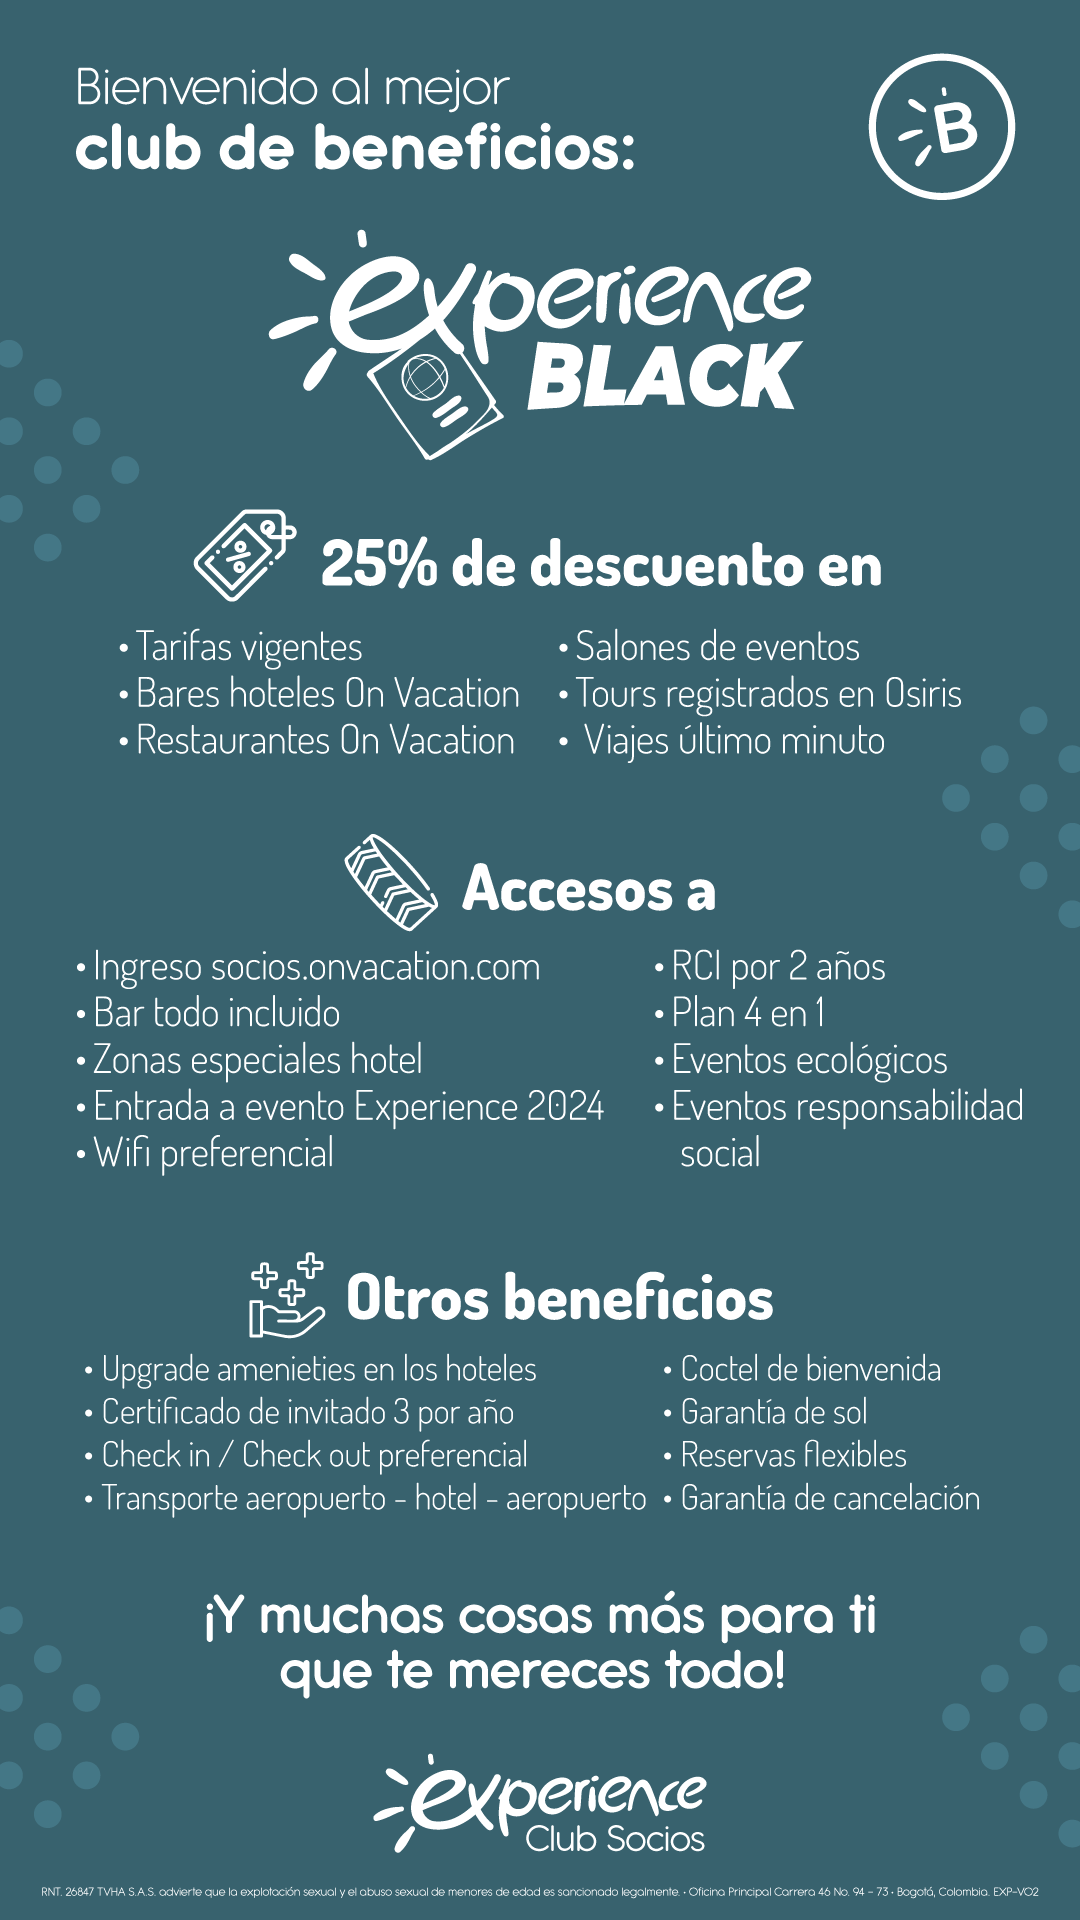 Bienvenido al mejor
club de beneficios:
B
experience
BLACK
25% de descuento en
• Tarifas vigentes
• Bares hoteles On Vacation
• Restaurantes On Vacation
• Salones de eventos
• Tours registrados en Osiris
• Viajes último minuto
Accesos a
• Ingreso socios.onvacation.com
• Bar todo incluido
• Zonas especiales hotel
• Entrada a evento Experience 2024
• Wifi preferencial
• RCI por 2 años
• Plan 4 en 1
• Eventos ecológicos
• Eventos responsabilidad
social
Otros beneficios
• Upgrade amenieties en los hoteles
• Certificado de invitado 3 por año
• Check in / Check out preferencial
• Transporte aeropuerto - hotel - aeropuerto
• Coctel de bienvenida
• Garantía de sol
• Reservas flexibles
• Garantía de cancelación
¡Y muchas cosas más para ti
que te mereces todo!
experience
Club Socios
RNT. 26847 TVHA S.A.S. advierte que la explotación sexual y el abuso sexual de menores de edad es sancionado legalmente. • Oficina Principal Carrera 46 No. 94 - 73 • Bogotá, Colombia. EXP-VO2